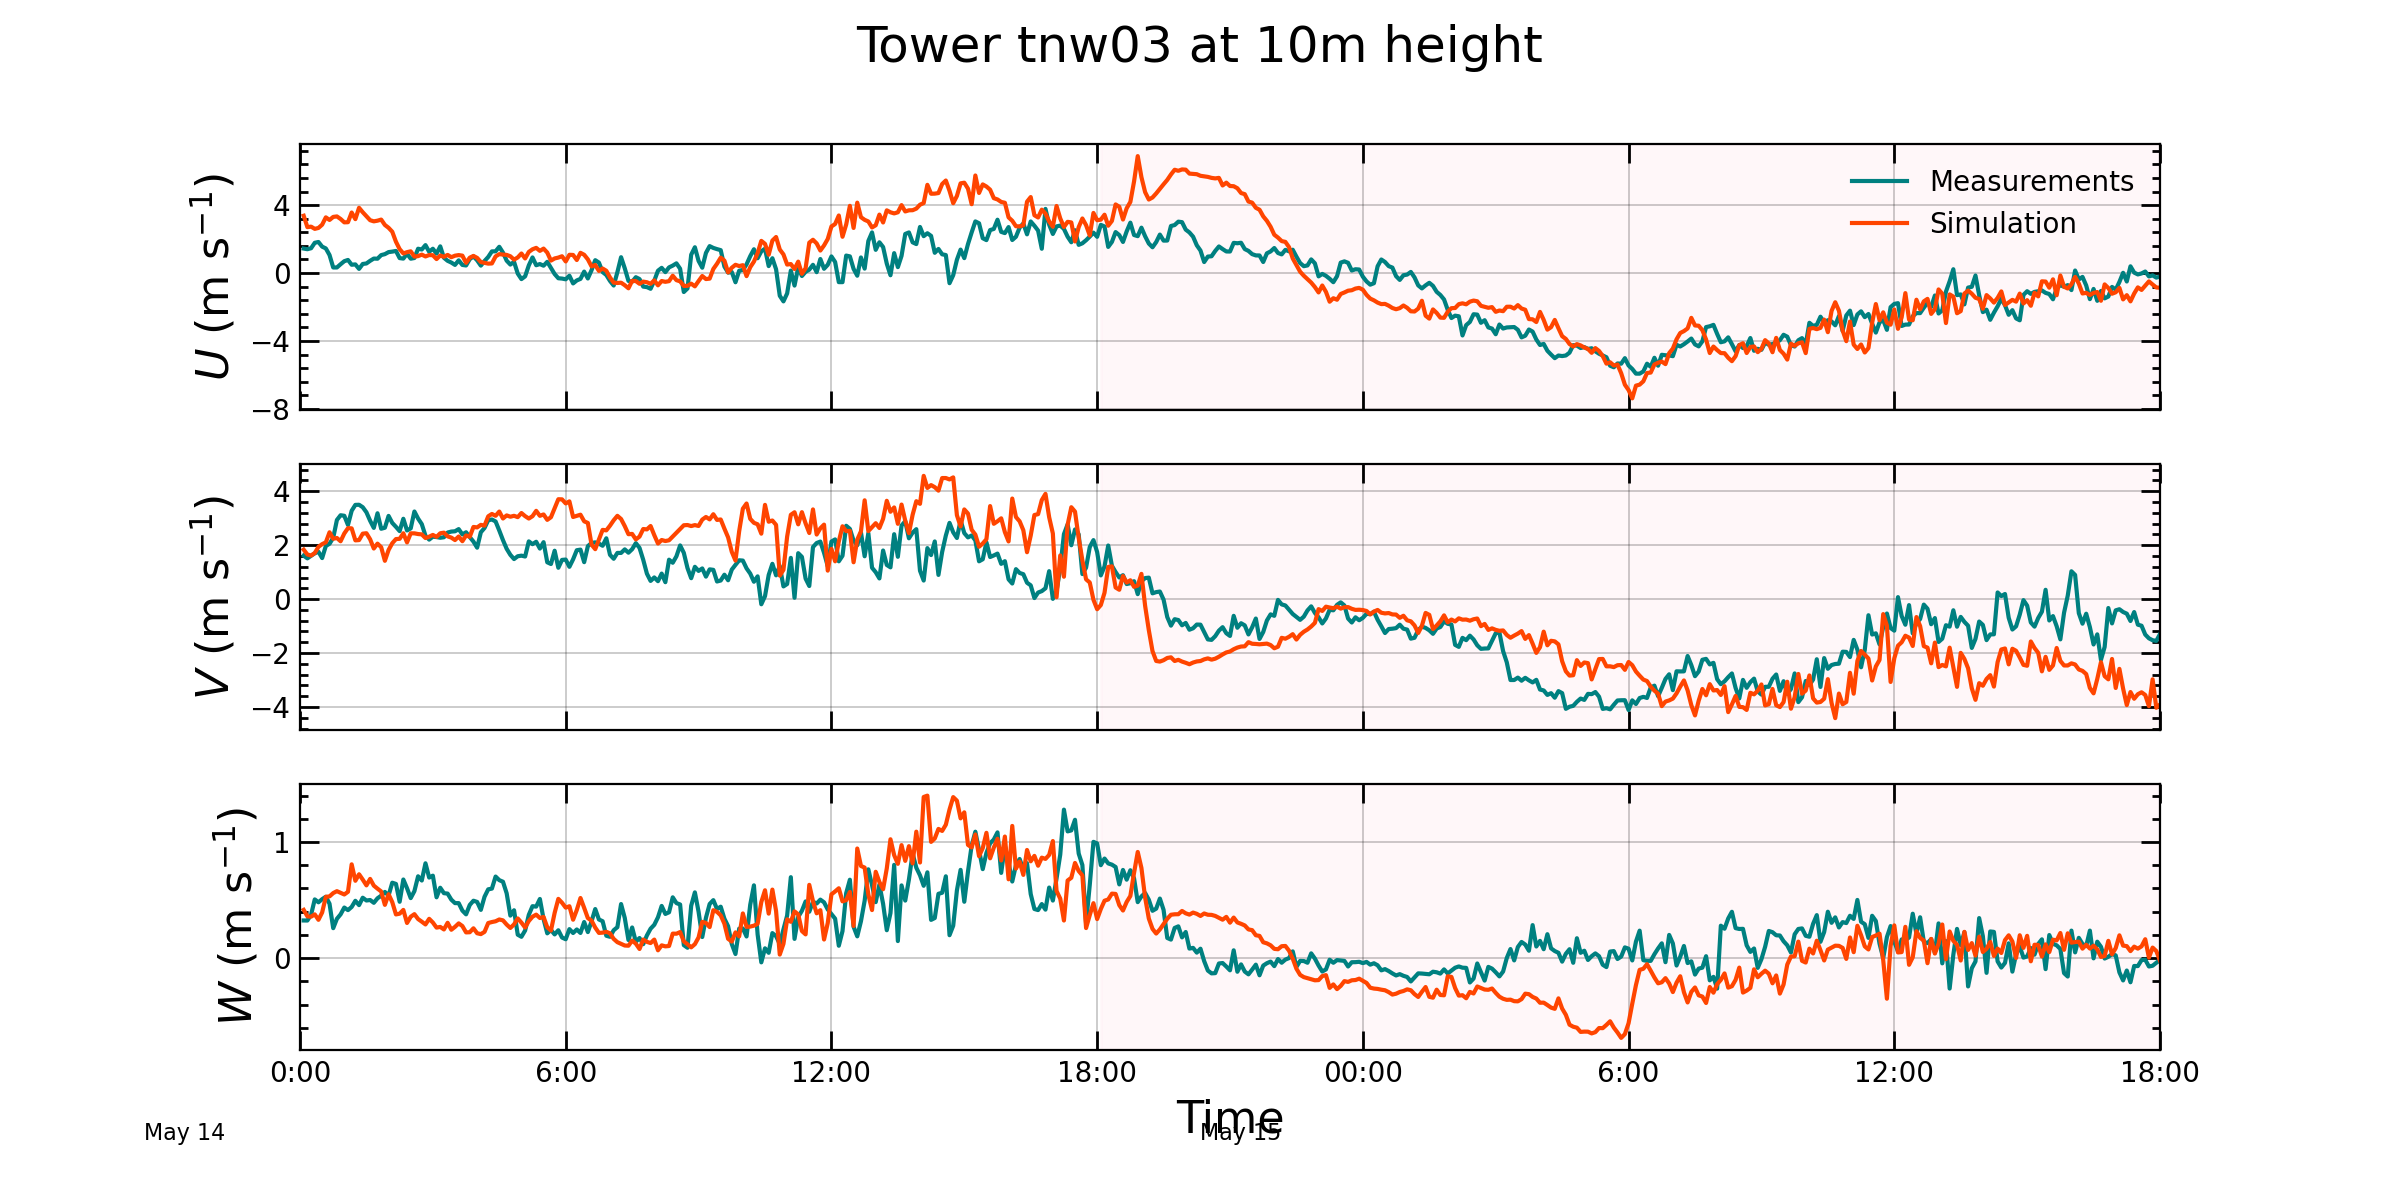 Tower tnw03 at 10m height
U (m s⁻¹)
4
0
−4
−8
Measurements
Simulation
V (m s⁻¹)
4
2
0
−2
−4
W (m s⁻¹)
1
0
0:00 6:00 12:00 18:00 00:00 6:00 12:00 18:00
Time
May 14 May 15